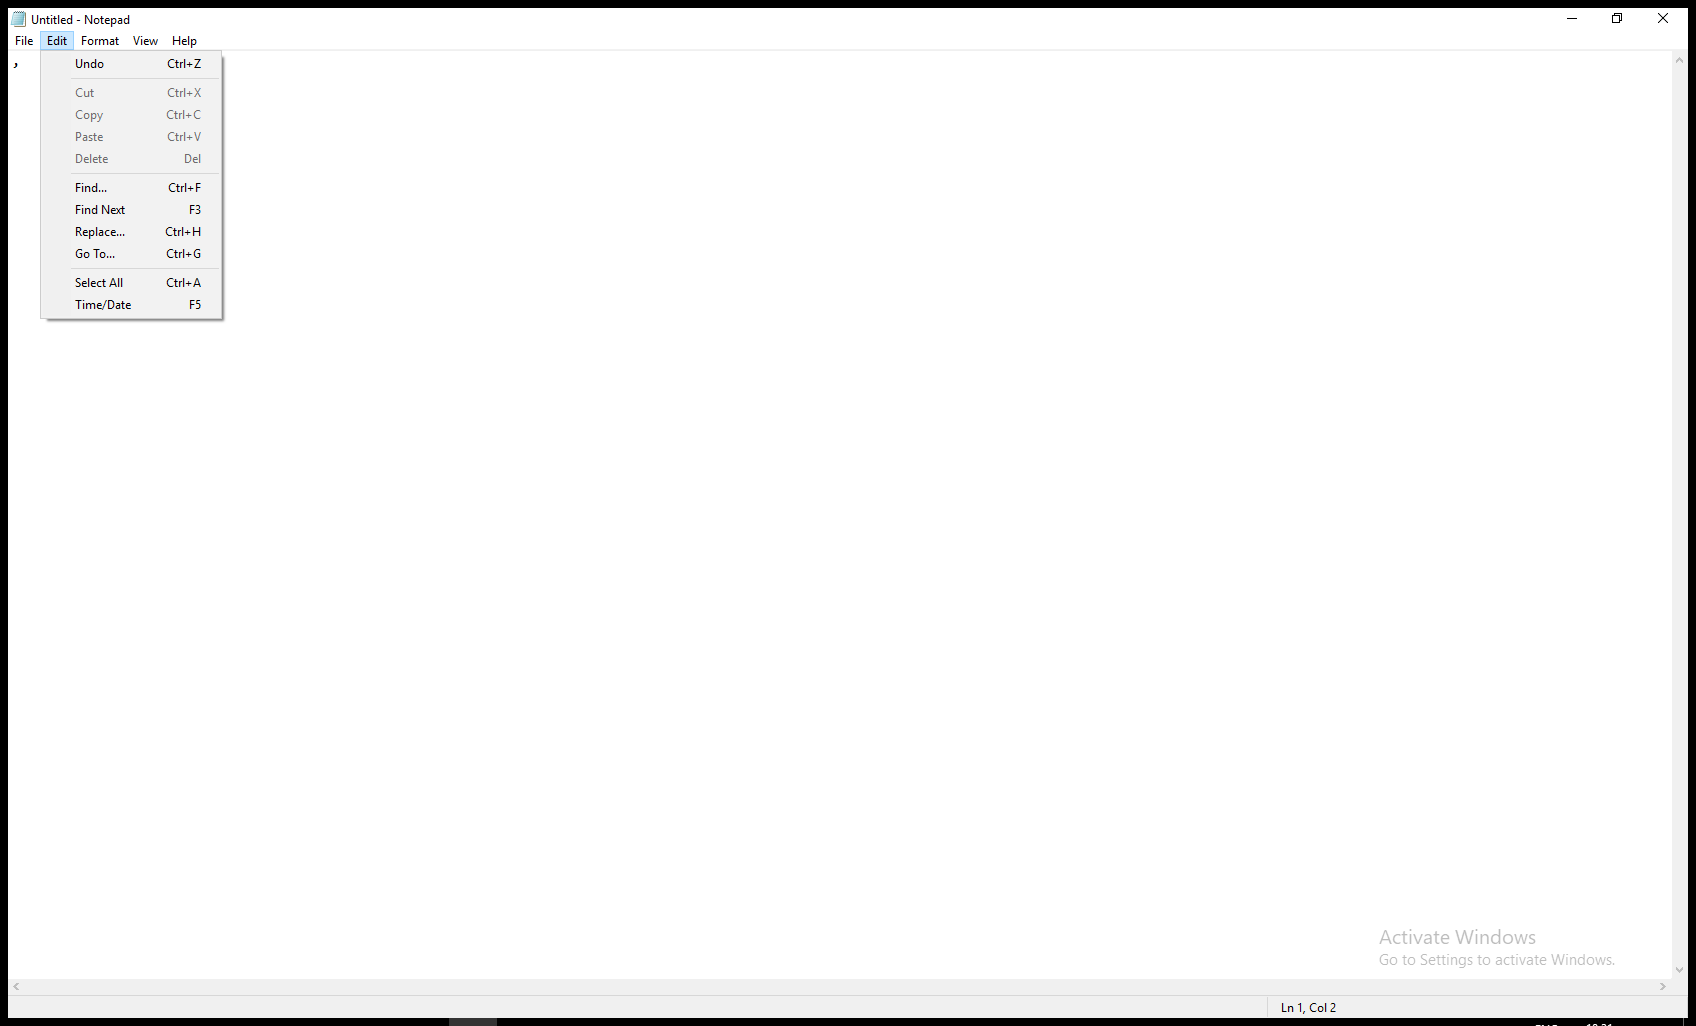 Untitled - Notepad
File Edit Format View Help
,
Undo Ctrl+Z
Cut Ctrl+X
Copy Ctrl+C
Paste Ctrl+V
Delete Del
Find... Ctrl+F
Find Next F3
Replace... Ctrl+H
Go To... Ctrl+G
Select All Ctrl+A
Time/Date F5
Activate Windows
Go to Settings to activate Windows.
Ln 1, Col 2